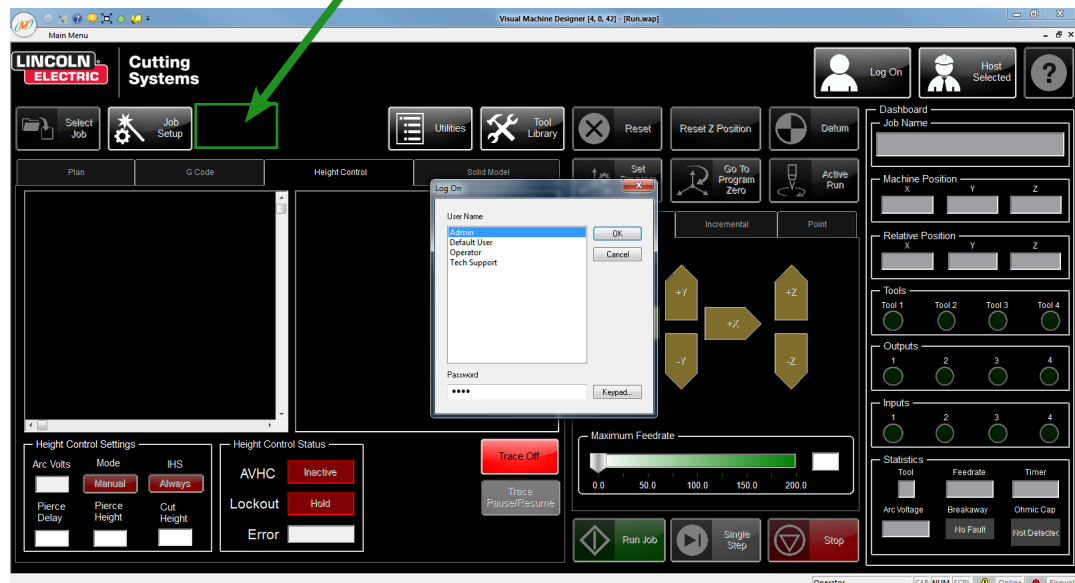 Visual Machine Designer [4, 0, 42] - [Run.wap]
Main Menu
LINCOLN
ELECTRIC
Cutting
Systems
Log On
Host
Selected
?
Select
Job
Job
Setup
Utilities
Tool
Library
Reset
Reset Z Position
Datum
Set
Go To
Program
Zero
Active
Run
Plan
G Code
Height Control
Solid Model
Incremental
Point
Log On
User Name
Admin
Default User
Operator
Tech Support
OK
Cancel
Password
••••
Keypad...
+Y
+Z
+X
-Y
-Z
Dashboard
Job Name
Machine Position
X
Y
Z
Relative Position
X
Y
Z
Tools
Tool 1
Tool 2
Tool 3
Tool 4
Outputs
1
2
3
4
Inputs
1
2
3
4
Statistics
Tool
Feedrate
Timer
Arc Voltage
Breakaway
Ohmic Cap
No Fault
Not Detected
Height Control Settings
Arc Volts
Mode
IHS
Manual
Always
Pierce
Delay
Pierce
Height
Cut
Height
Height Control Status
AVHC
Inactive
Lockout
Hold
Error
Trace Off
Trace
Pause/Resume
Maximum Feedrate
0.0
50.0
100.0
150.0
200.0
Run Job
Single
Step
Stop
Operator
CAP NUM SCRL
Online
Firewal